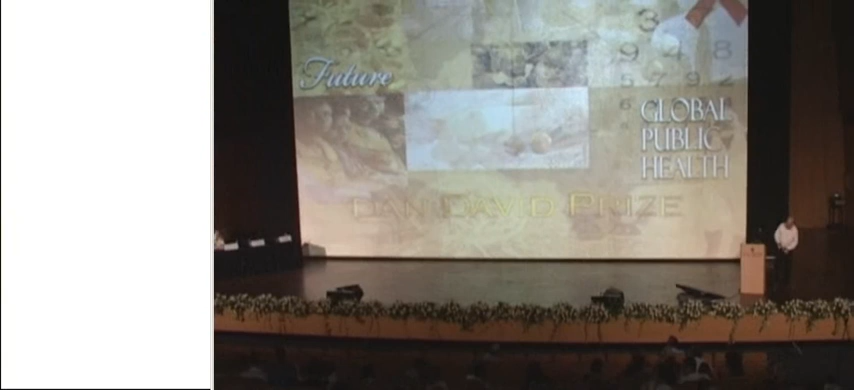 Future
GLOBAL
PUBLIC
HEALTH
DAN DAVID PRIZE